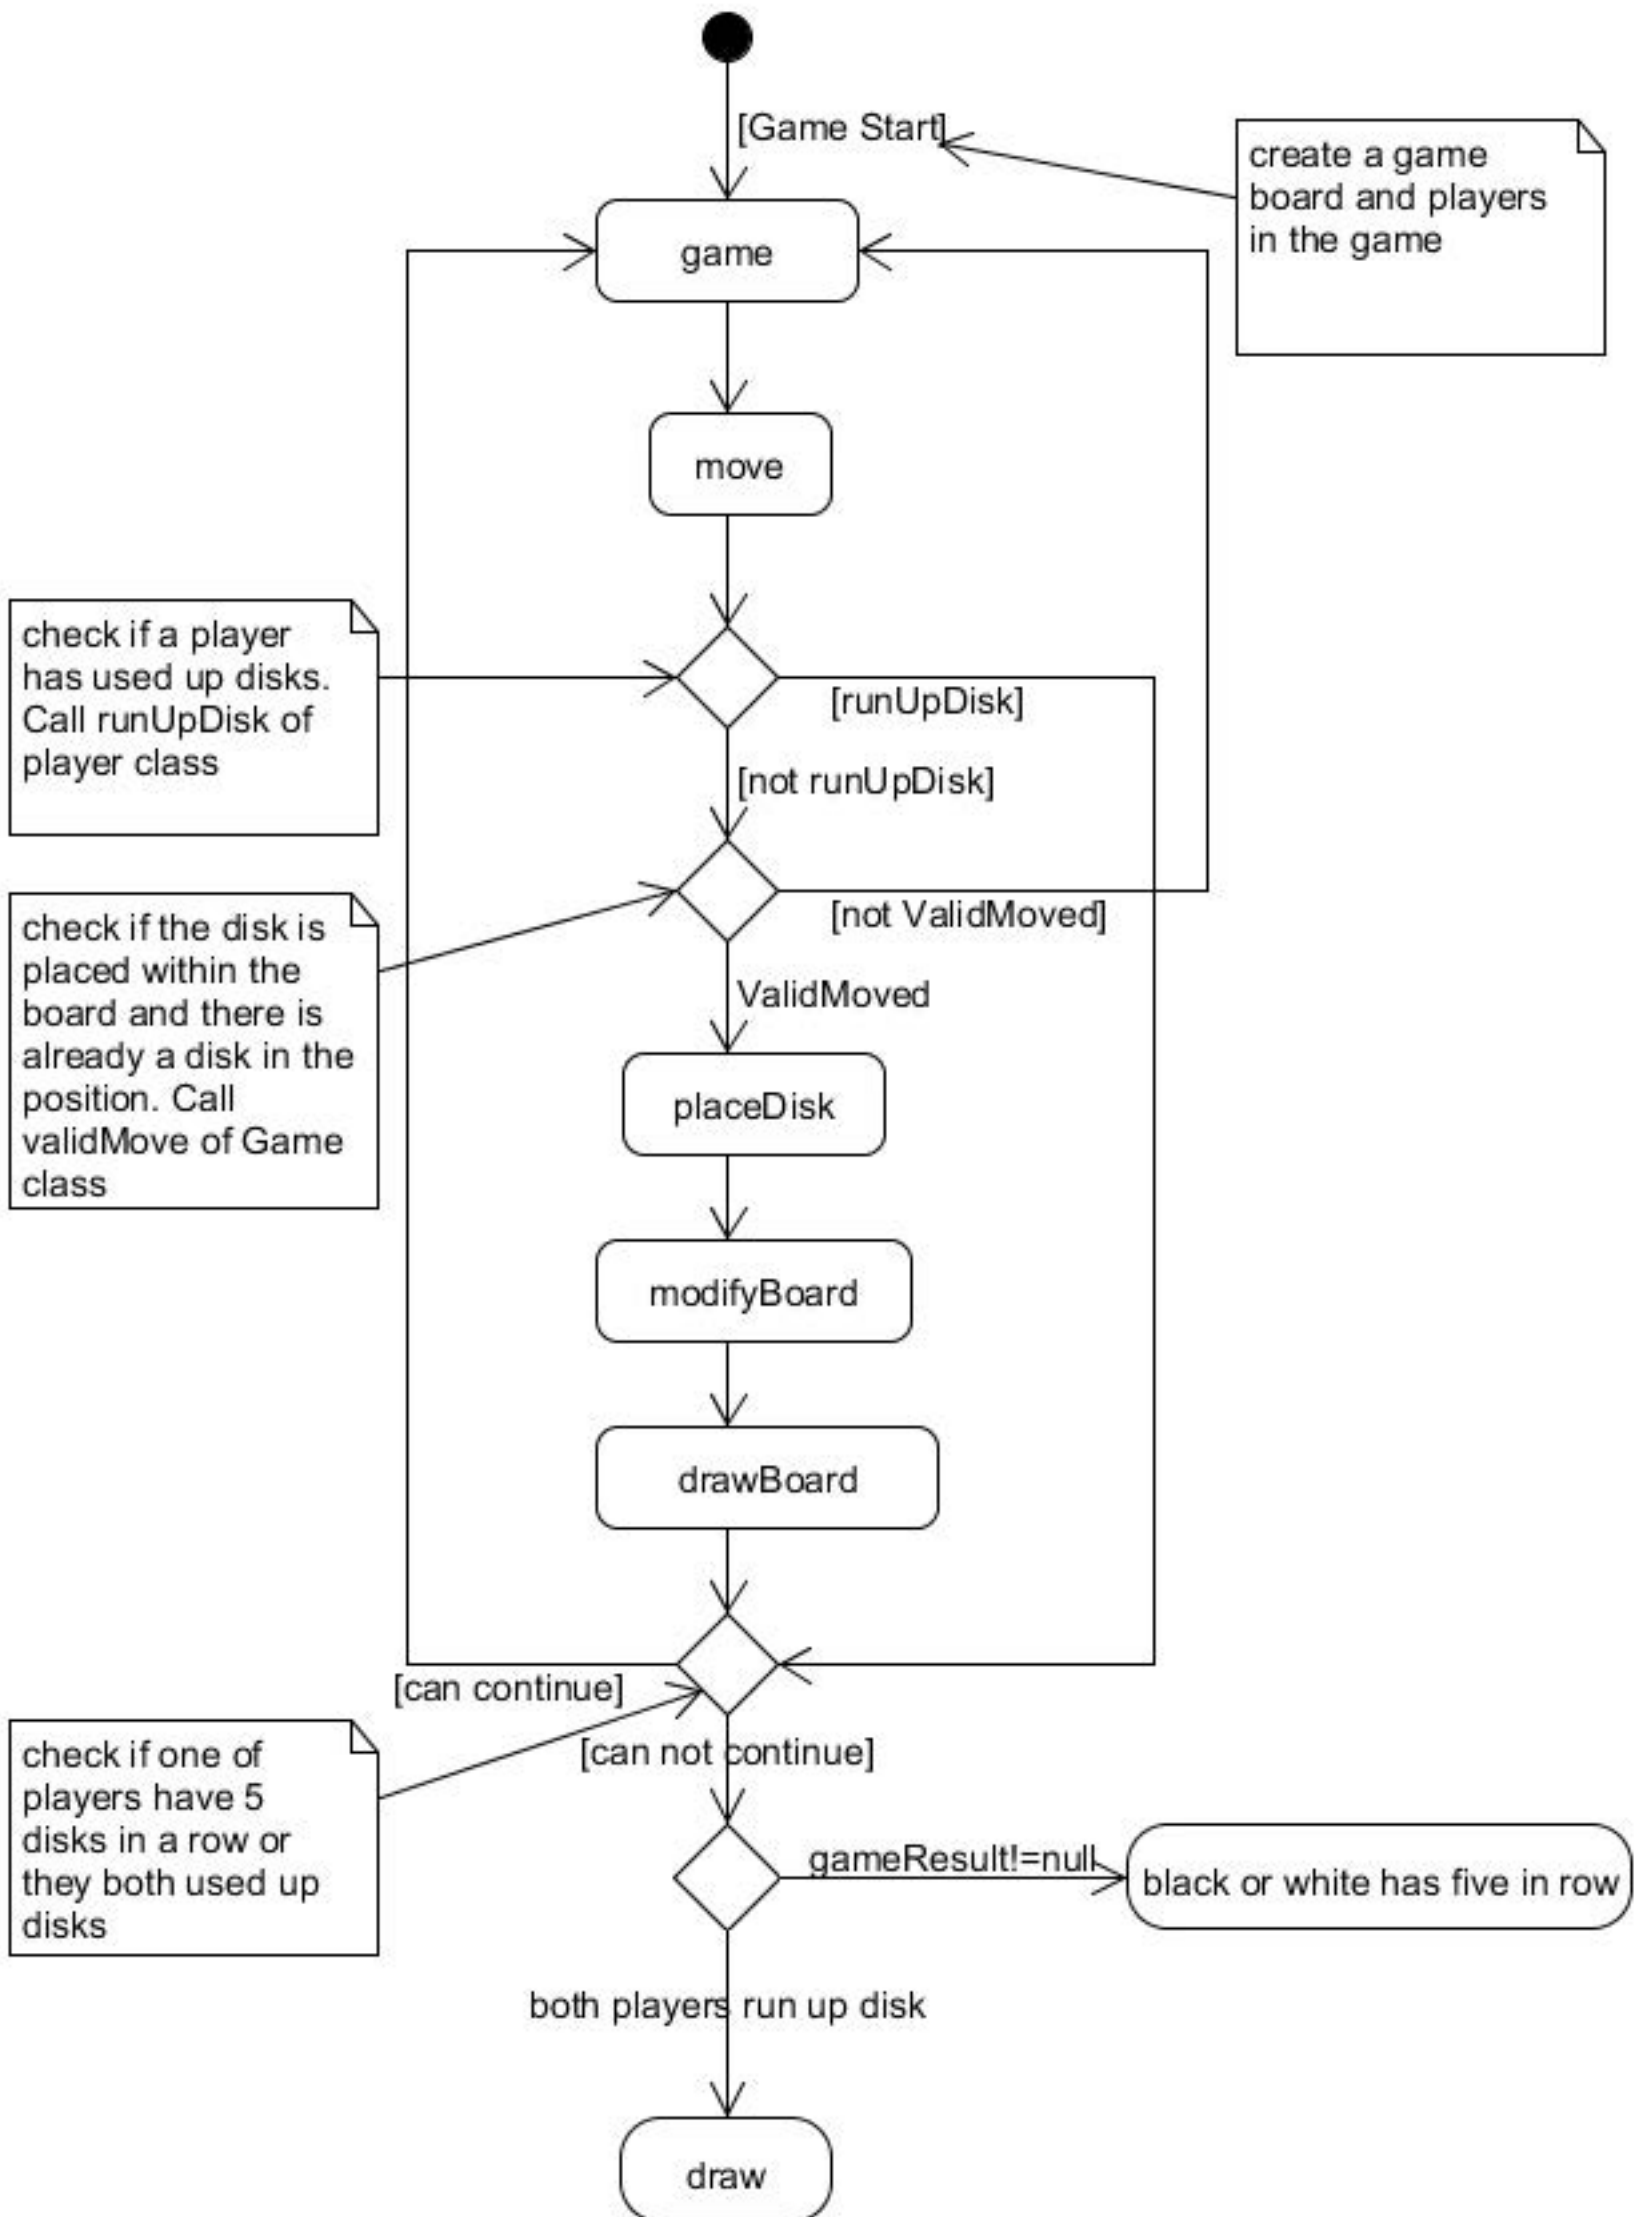 [Game Start]
create a game
board and players
in the game
game
move
check if a player
has used up disks.
Call runUpDisk of
player class
[runUpDisk]
[not runUpDisk]
check if the disk is
placed within the
board and there is
already a disk in the
position. Call
validMove of Game
class
[not ValidMoved]
ValidMoved
placeDisk
modifyBoard
drawBoard
[can continue]
[can not continue]
check if one of
players have 5
disks in a row or
they both used up
disks
gameResult!=null
black or white has five in row
both players run up disk
draw